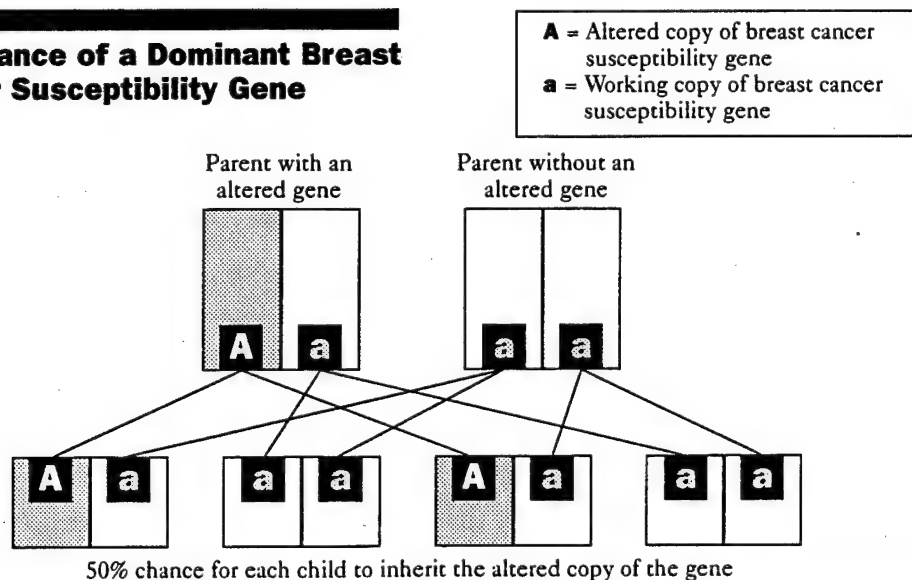 ance of a Dominant Breast
Susceptibility Gene
A = Altered copy of breast cancer
susceptibility gene
a = Working copy of breast cancer
susceptibility gene
Parent with an
altered gene
Parent without an
altered gene
A a a a
A a a a A a a a
50% chance for each child to inherit the altered copy of the gene